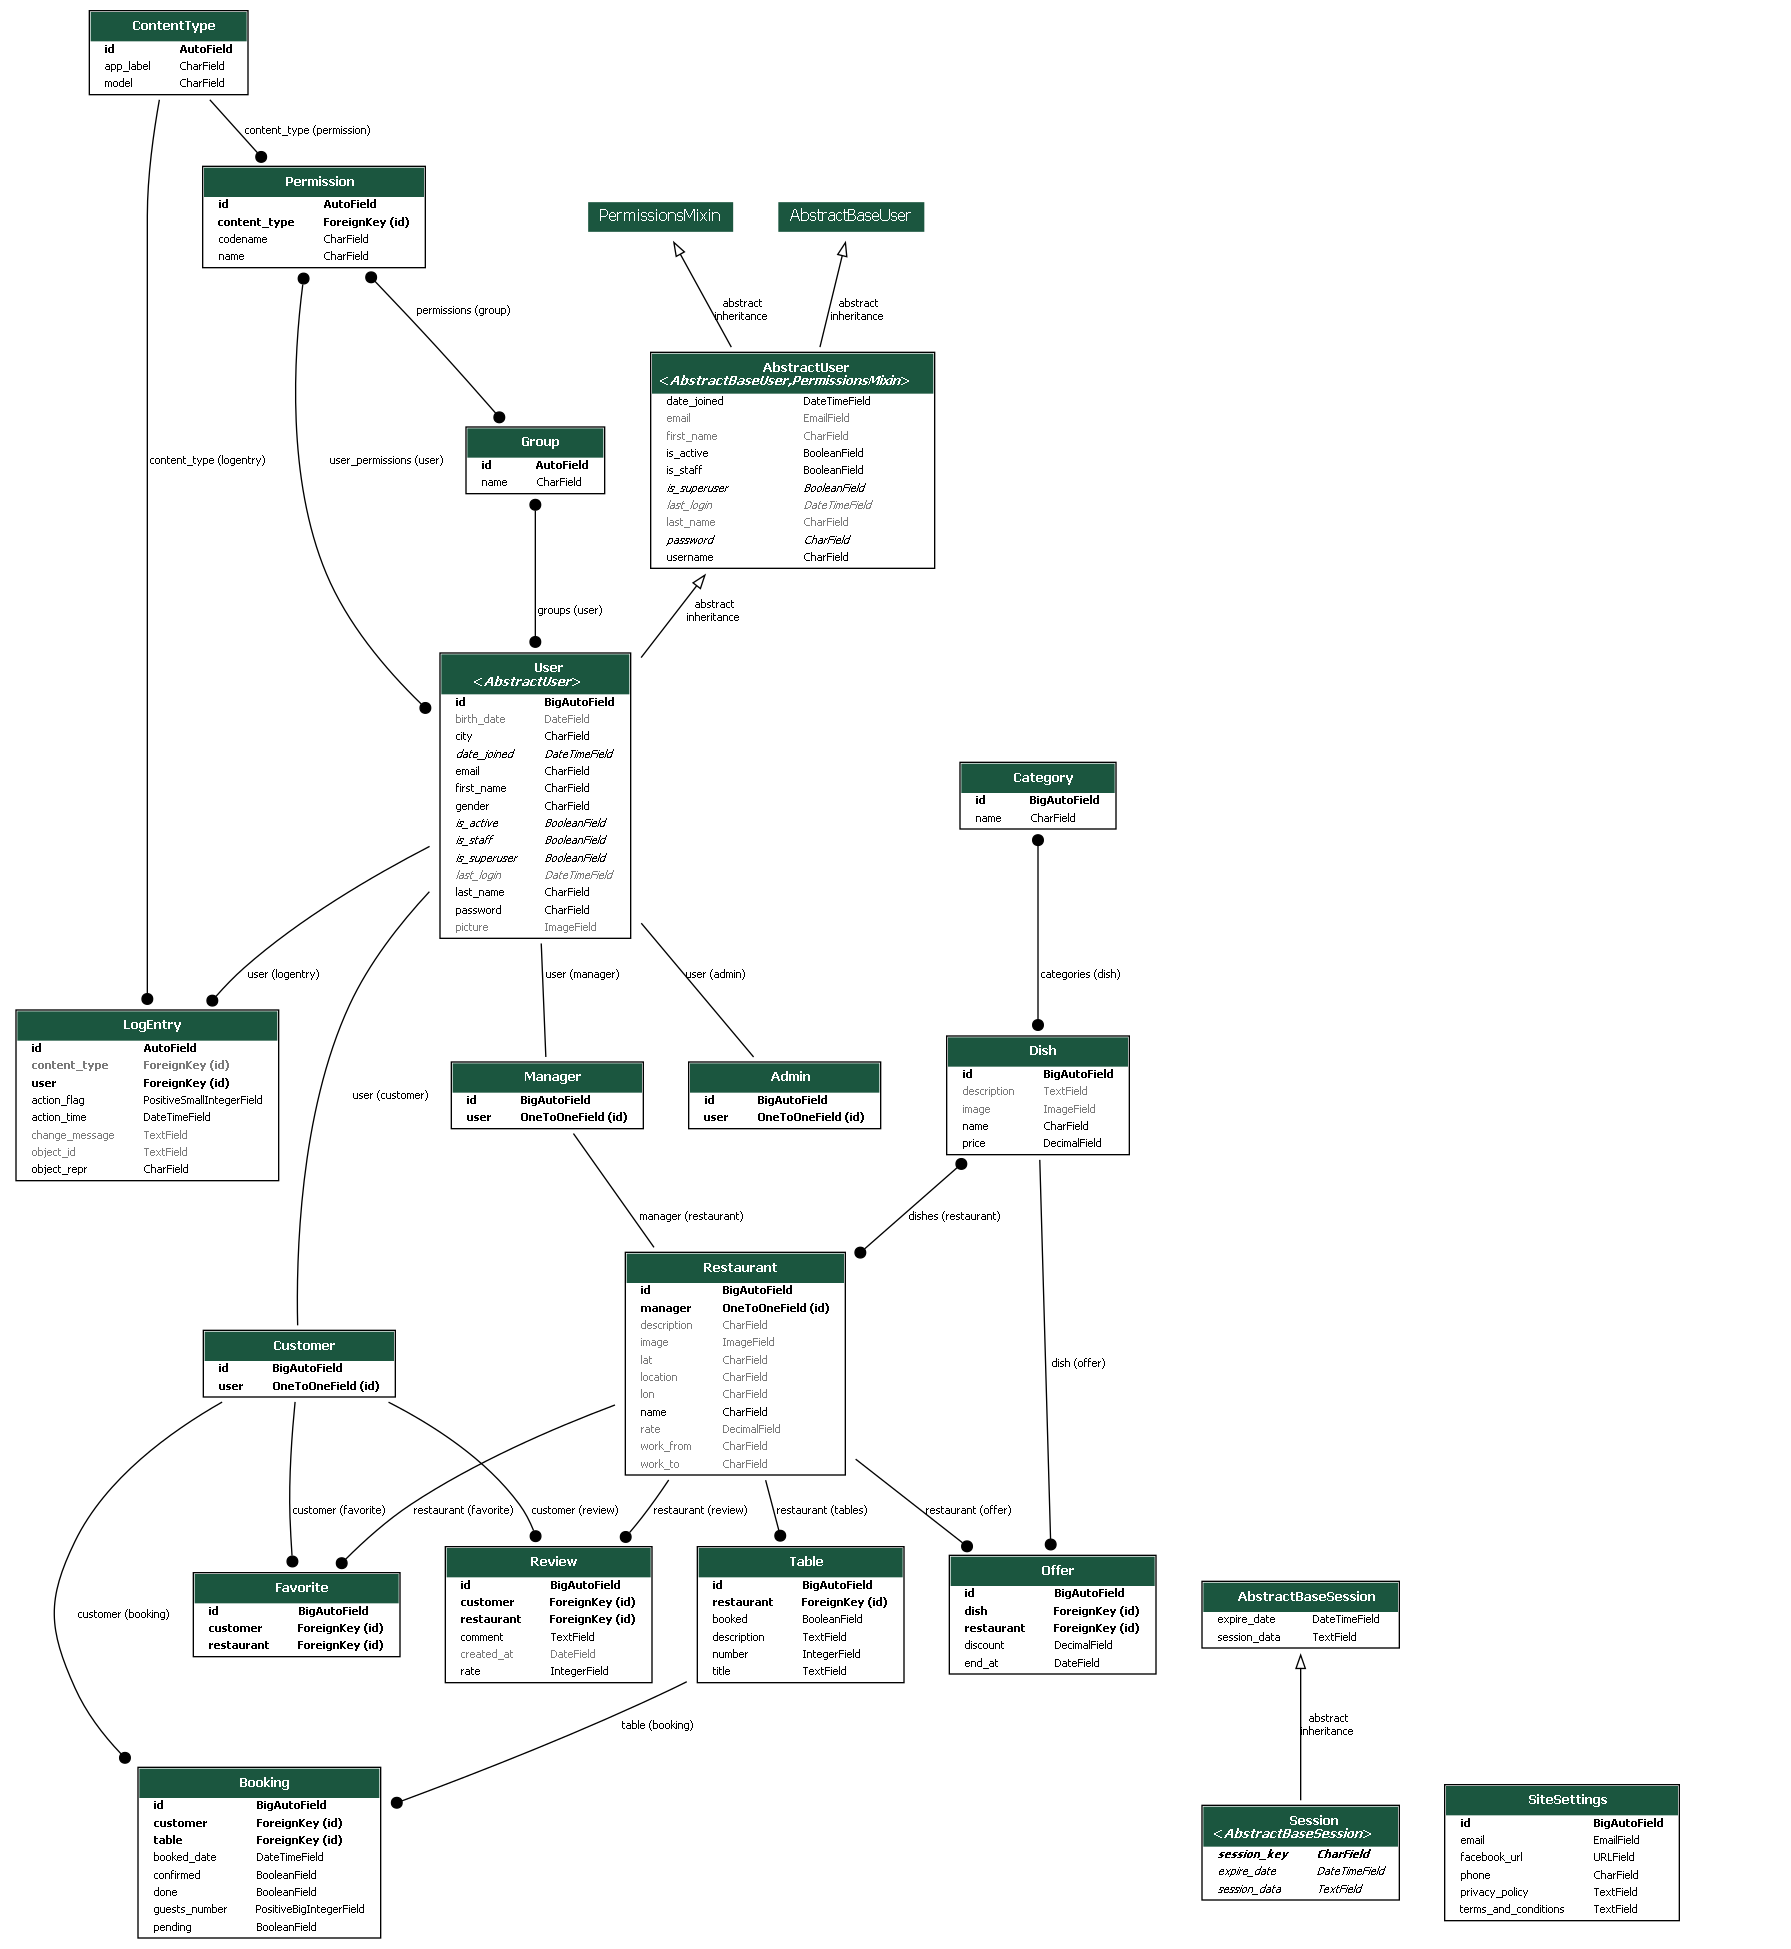 ContentType
id AutoField
app_label CharField
model CharField
content_type (permission)
Permission
id AutoField
content_type ForeignKey (id)
codename CharField
name CharField
PermissionsMixin
AbstractBaseUser
abstract
inheritance
abstract
inheritance
permissions (group)
AbstractUser
<AbstractBaseUser,PermissionsMixin>
date_joined DateTimeField
email EmailField
first_name CharField
is_active BooleanField
is_staff BooleanField
is_superuser BooleanField
last_login DateTimeField
last_name CharField
password CharField
username CharField
Group
id AutoField
name CharField
content_type (logentry)
user_permissions (user)
groups (user)
abstract
inheritance
User
<AbstractUser>
id BigAutoField
birth_date DateField
city CharField
date_joined DateTimeField
email CharField
first_name CharField
gender CharField
is_active BooleanField
is_staff BooleanField
is_superuser BooleanField
last_login DateTimeField
last_name CharField
password CharField
picture ImageField
Category
id BigAutoField
name CharField
user (logentry)
user (manager)
user (admin)
categories (dish)
LogEntry
id AutoField
content_type ForeignKey (id)
user ForeignKey (id)
action_flag PositiveSmallIntegerField
action_time DateTimeField
change_message TextField
object_id TextField
object_repr CharField
user (customer)
Manager
id BigAutoField
user OneToOneField (id)
Admin
id BigAutoField
user OneToOneField (id)
Dish
id BigAutoField
description TextField
image ImageField
name CharField
price DecimalField
manager (restaurant)
dishes (restaurant)
Restaurant
id BigAutoField
manager OneToOneField (id)
description CharField
image ImageField
lat CharField
location CharField
lon CharField
name CharField
rate DecimalField
work_from CharField
work_to CharField
dish (offer)
Customer
id BigAutoField
user OneToOneField (id)
customer (favorite)
restaurant (favorite)
customer (review)
restaurant (review)
restaurant (tables)
restaurant (offer)
Favorite
id BigAutoField
customer ForeignKey (id)
restaurant ForeignKey (id)
Review
id BigAutoField
customer ForeignKey (id)
restaurant ForeignKey (id)
comment TextField
created_at DateField
rate IntegerField
Table
id BigAutoField
restaurant ForeignKey (id)
booked BooleanField
description TextField
number IntegerField
title TextField
Offer
id BigAutoField
dish ForeignKey (id)
restaurant ForeignKey (id)
discount DecimalField
end_at DateField
AbstractBaseSession
expire_date DateTimeField
session_data TextField
customer (booking)
table (booking)
abstract
inheritance
Booking
id BigAutoField
customer ForeignKey (id)
table ForeignKey (id)
booked_date DateTimeField
confirmed BooleanField
done BooleanField
guests_number PositiveBigIntegerField
pending BooleanField
Session
<AbstractBaseSession>
session_key CharField
expire_date DateTimeField
session_data TextField
SiteSettings
id BigAutoField
email EmailField
facebook_url URLField
phone CharField
privacy_policy TextField
terms_and_conditions TextField